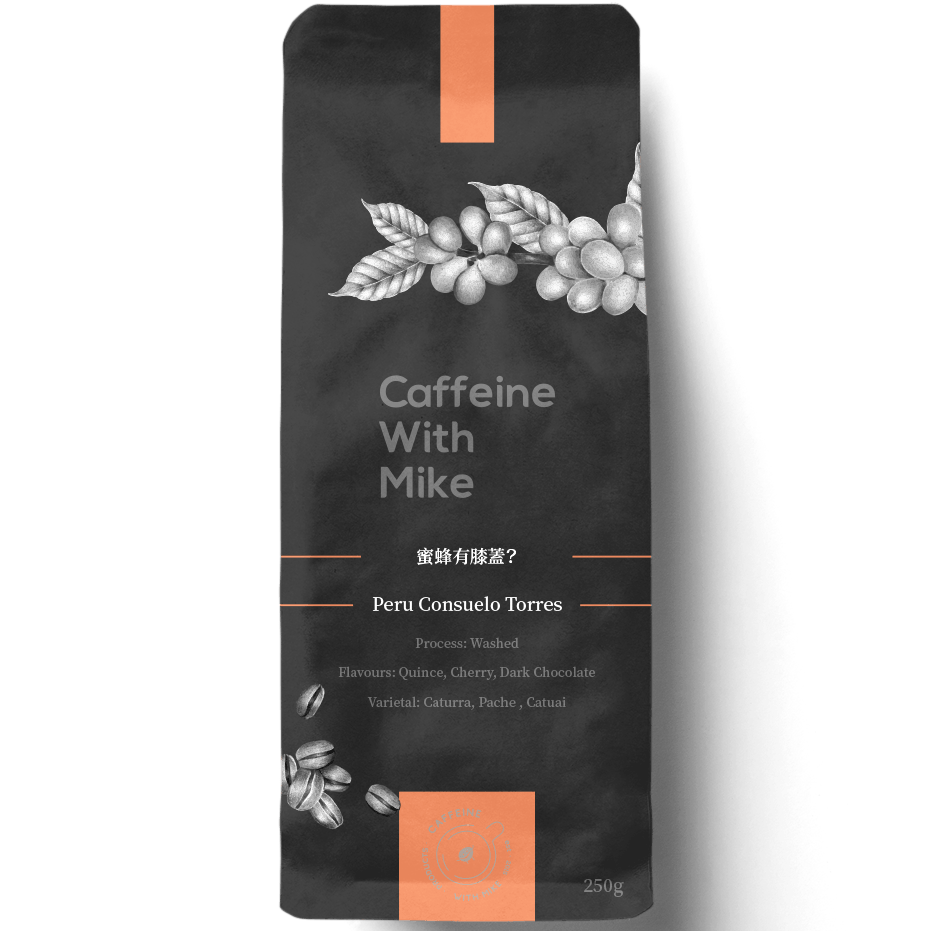 Caffeine
With
Mike
蜜蜂有膝蓋?
Peru Consuelo Torres
Process: Washed
Flavours: Quince, Cherry, Dark Chocolate
Varietal: Caturra, Pache , Catuai
250g